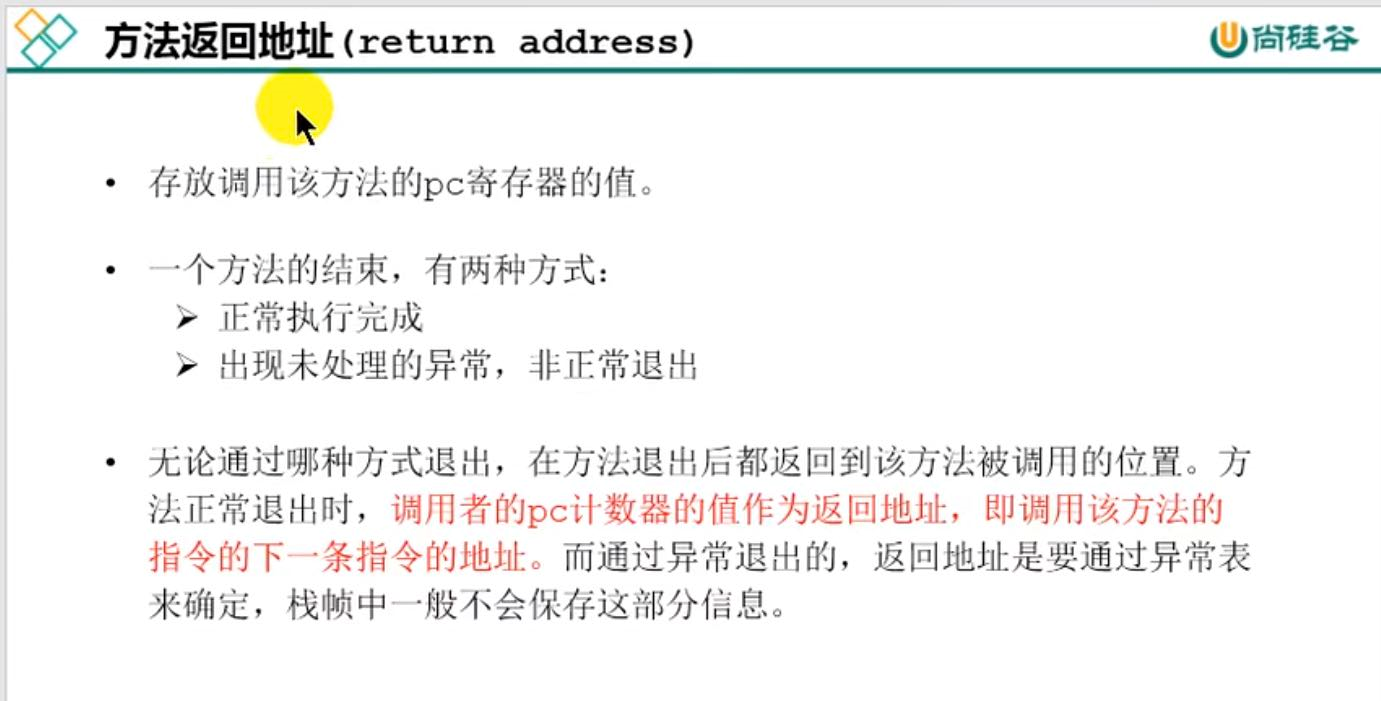 方法返回地址(return address)
尚硅谷
• 存放调用该方法的pc寄存器的值。
• 一个方法的结束，有两种方式：
➢ 正常执行完成
➢ 出现未处理的异常，非正常退出
• 无论通过哪种方式退出，在方法退出后都返回到该方法被调用的位置。方
法正常退出时，调用者的pc计数器的值作为返回地址，即调用该方法的
指令的下一条指令的地址。而通过异常退出的，返回地址是要通过异常表
来确定，栈帧中一般不会保存这部分信息。